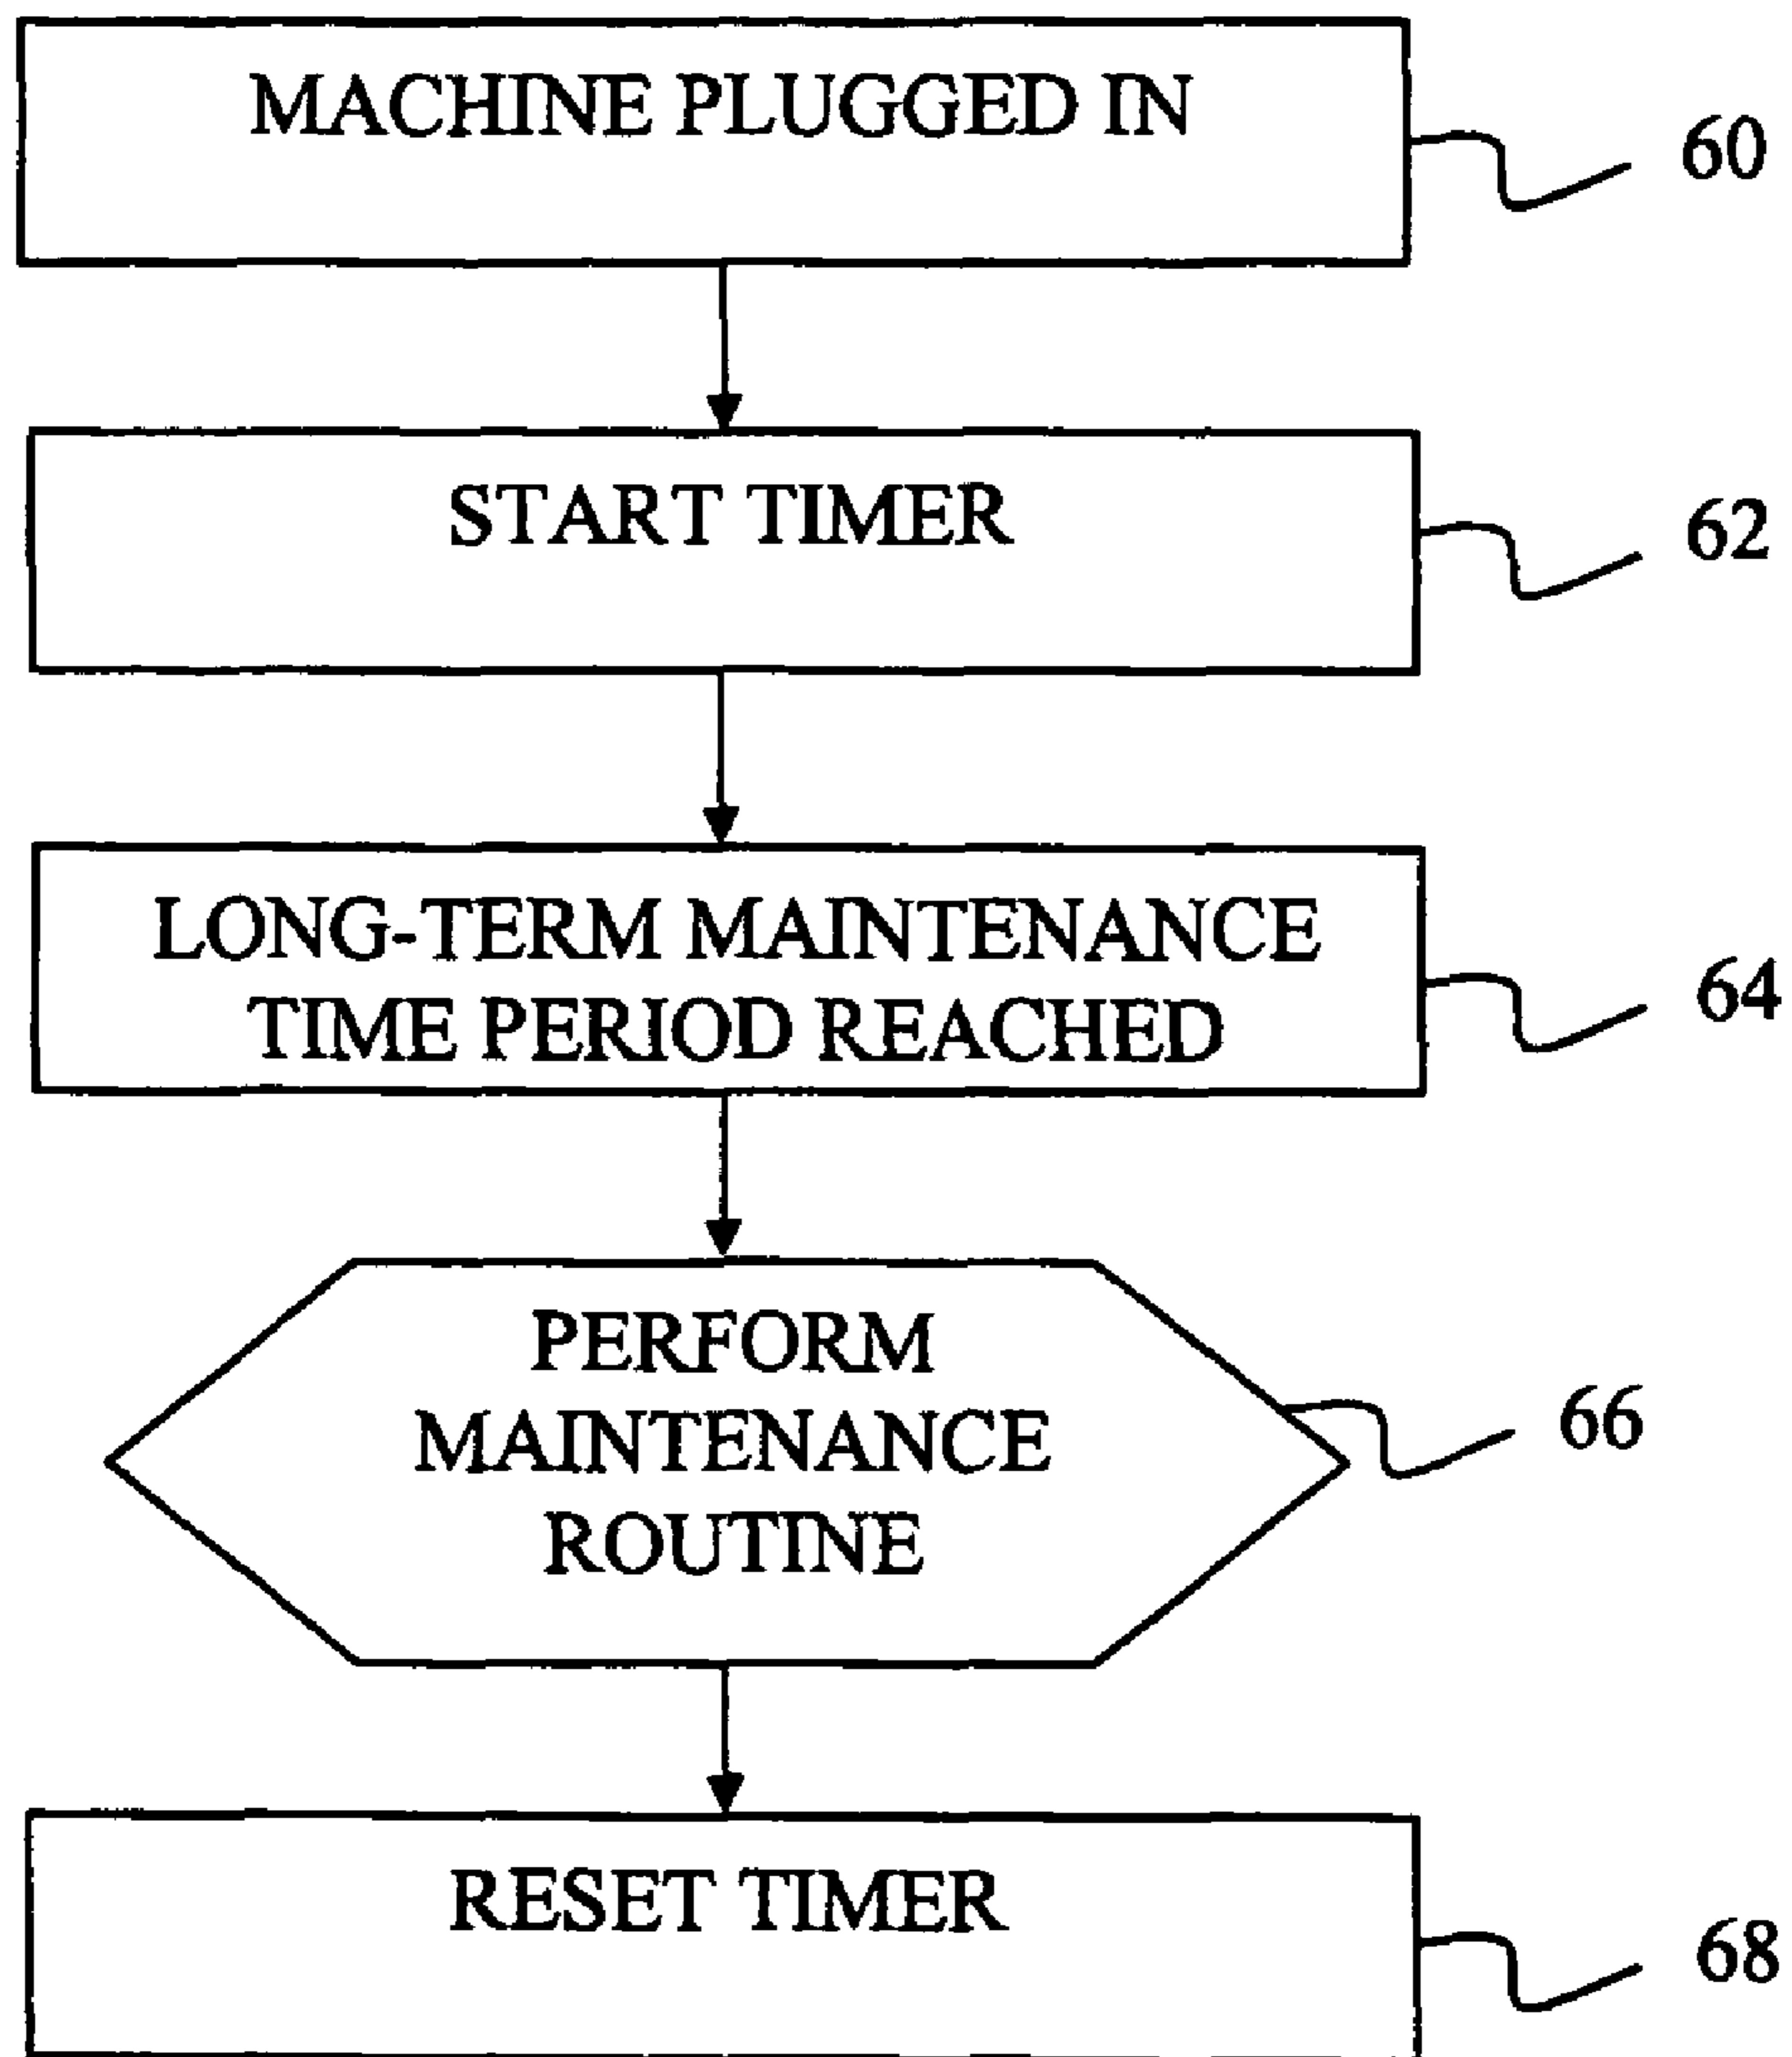 MACHINE PLUGGED IN
60
START TIMER
62
LONG-TERM MAINTENANCE
TIME PERIOD REACHED
64
PERFORM
MAINTENANCE
ROUTINE
66
RESET TIMER
68